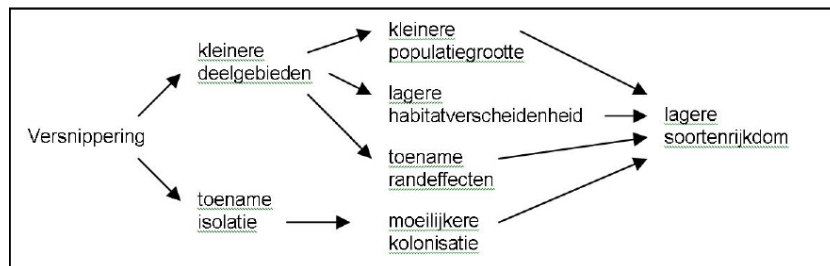 Versnippering
kleinere
deelgebieden
toename
isolatie
kleinere
populatiegrootte
lagere
habitatverscheidenheid
toename
randeffecten
moeilijkere
kolonisatie
lagere
soortenrijkdom